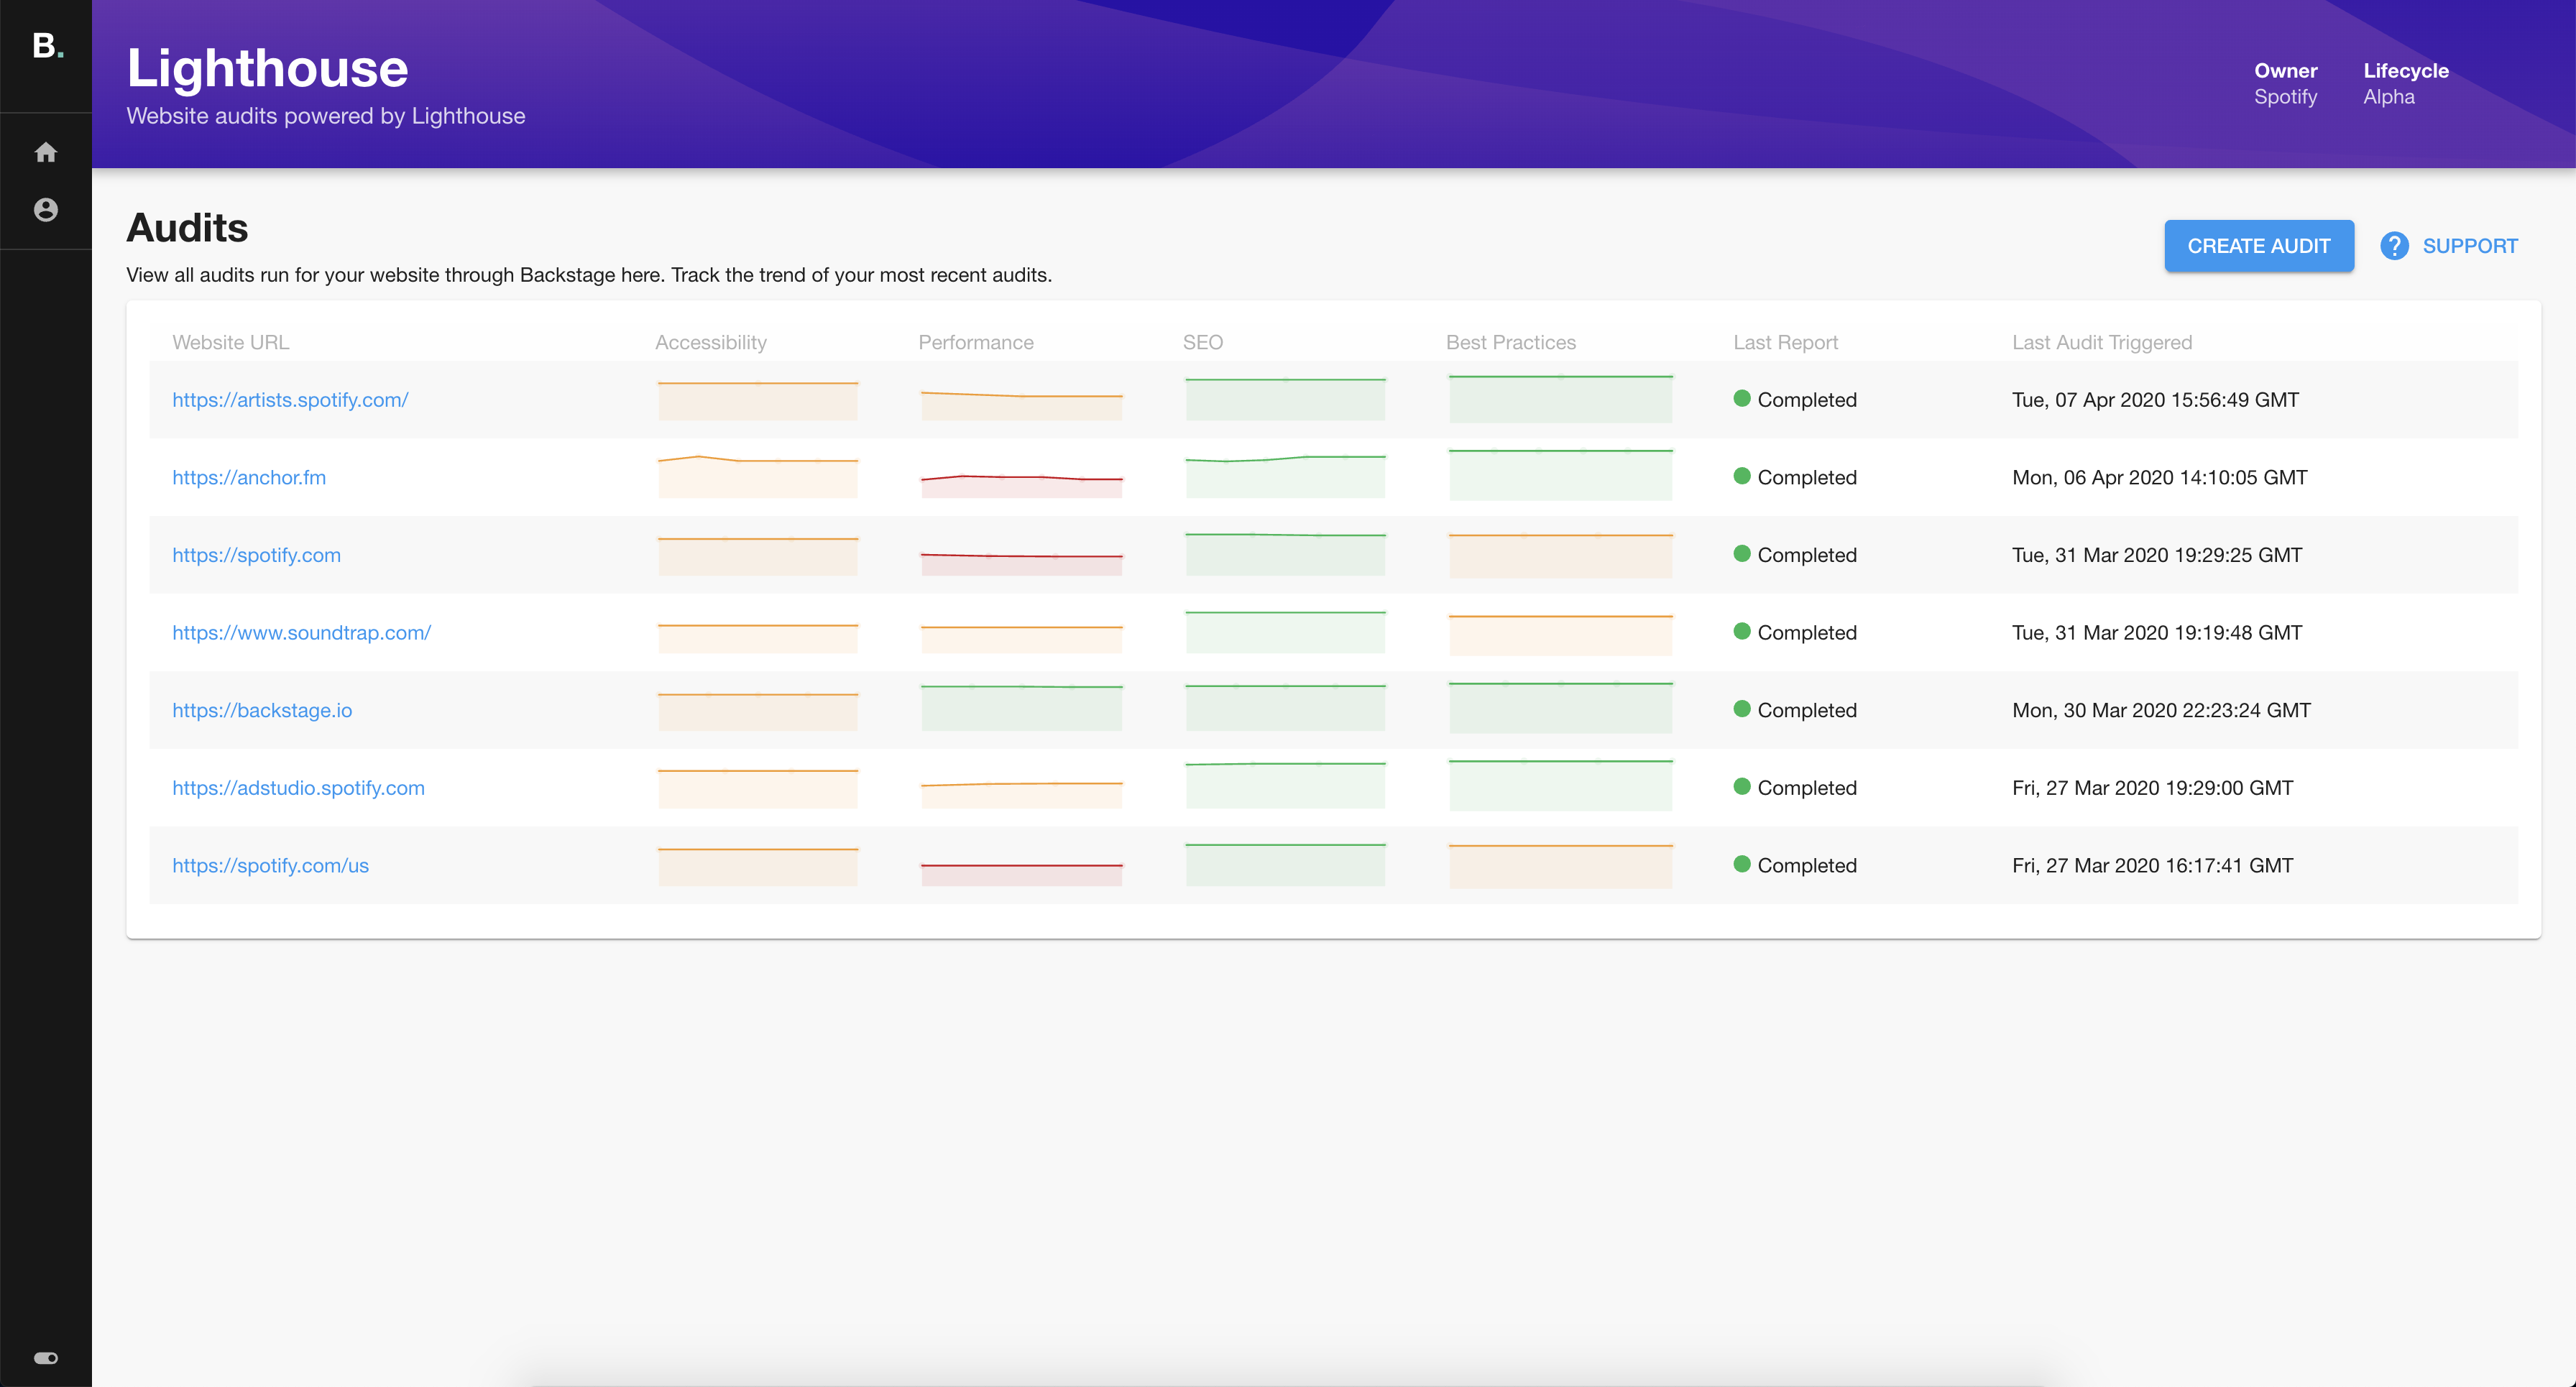 B.
Lighthouse
Website audits powered by Lighthouse
Owner
Spotify
Lifecycle
Alpha
Audits
View all audits run for your website through Backstage here. Track the trend of your most recent audits.
CREATE AUDIT
? SUPPORT
Website URL Accessibility Performance SEO Best Practices Last Report Last Audit Triggered
https://artists.spotify.com/ Completed Tue, 07 Apr 2020 15:56:49 GMT
https://anchor.fm Completed Mon, 06 Apr 2020 14:10:05 GMT
https://spotify.com Completed Tue, 31 Mar 2020 19:29:25 GMT
https://www.soundtrap.com/ Completed Tue, 31 Mar 2020 19:19:48 GMT
https://backstage.io Completed Mon, 30 Mar 2020 22:23:24 GMT
https://adstudio.spotify.com Completed Fri, 27 Mar 2020 19:29:00 GMT
https://spotify.com/us Completed Fri, 27 Mar 2020 16:17:41 GMT